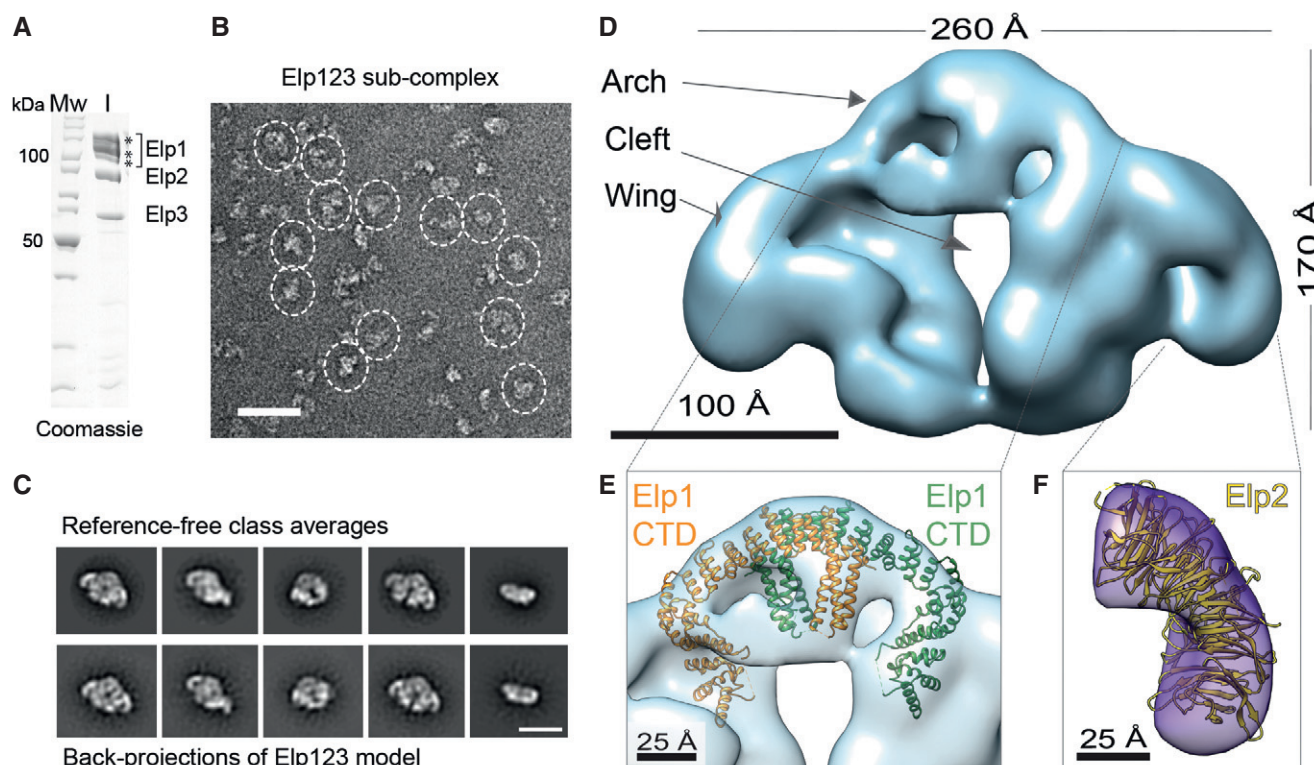 A
kDa Mw I
100
50
*
*
*
Elp1
Elp2
Elp3
Coomassie
B
Elp123 sub-complex
C
Reference-free class averages
Back-projections of Elp123 model
D
260 Å
170 Å
Arch
Cleft
Wing
100 Å
E
Elp1
CTD
Elp1
CTD
25 Å
F
Elp2
25 Å